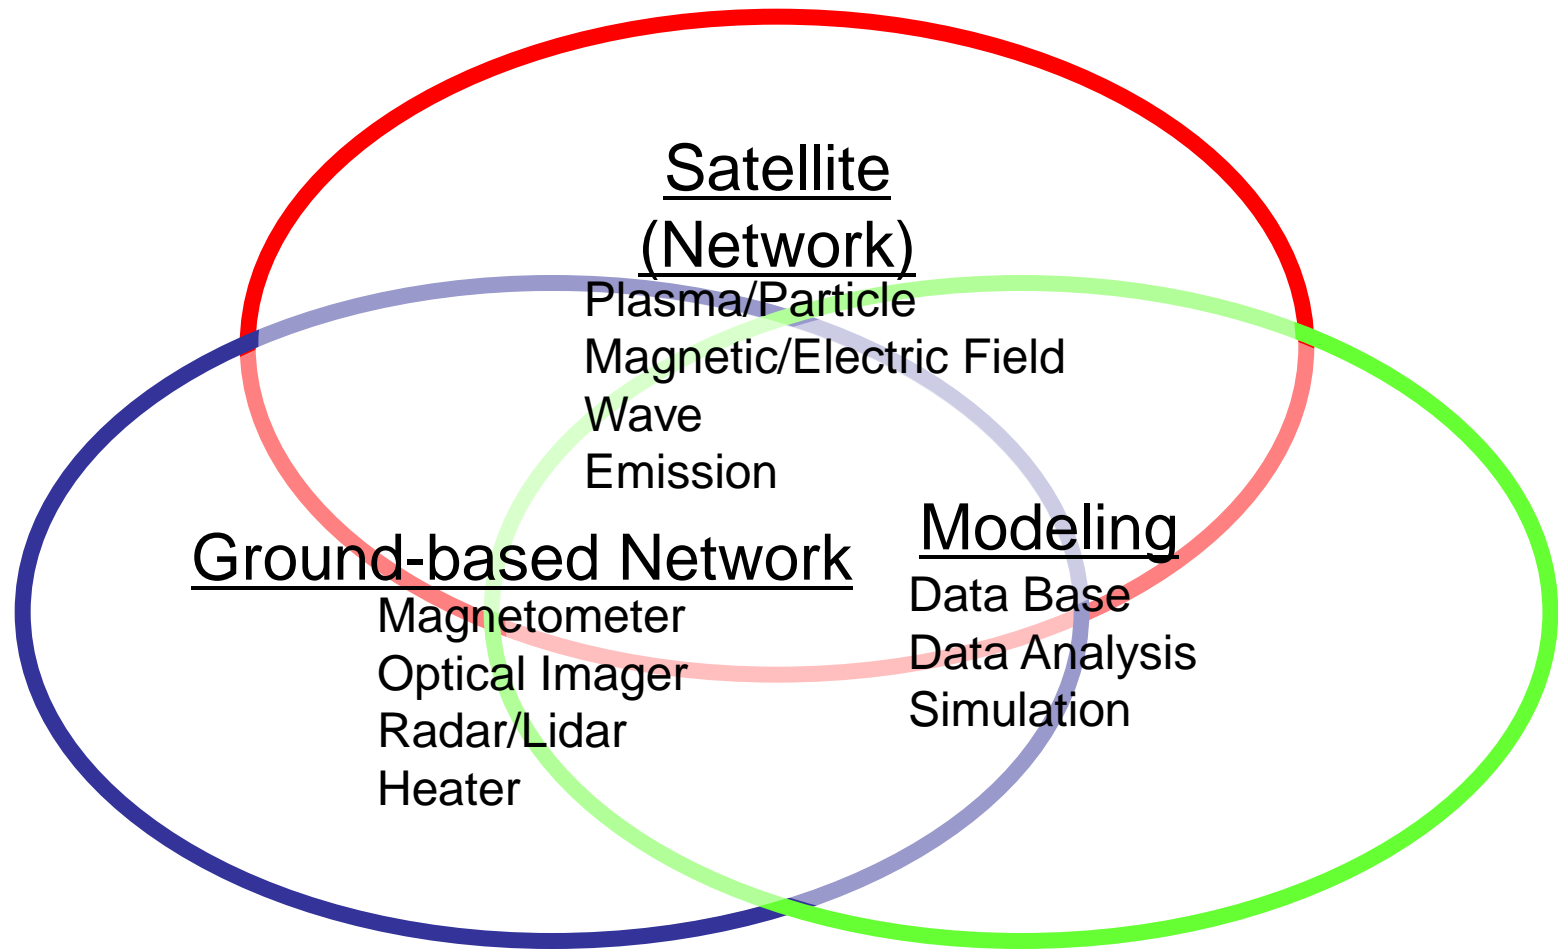 Satellite
(Network)
Plasma/Particle
Magnetic/Electric Field
Wave
Emission
Ground-based Network
Magnetometer
Optical Imager
Radar/Lidar
Heater
Modeling
Data Base
Data Analysis
Simulation